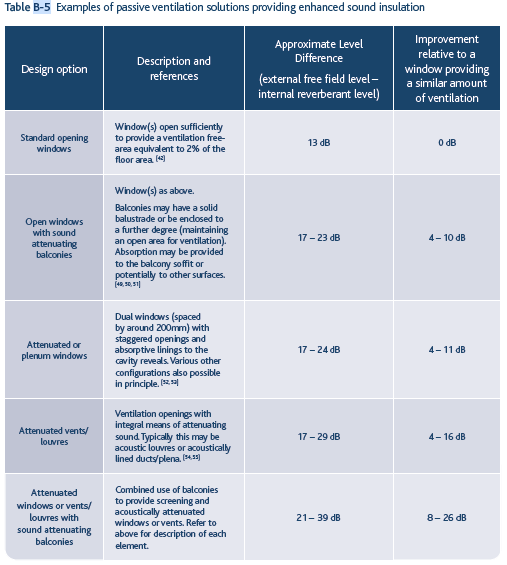 Table B-5 Examples of passive ventilation solutions providing enhanced sound insulation
Design option
Description and
references
Approximate Level
Difference
(external free field level –
internal reverberant level)
Improvement
relative to a
window providing
a similar amount
of ventilation
Standard opening
windows
Window(s) open sufficiently
to provide a ventilation free-
area equivalent to 2% of the
floor area. [42]
13 dB
0 dB
Open windows
with sound
attenuating
balconies
Window(s) as above.
Balconies may have a solid
balustrade or be enclosed to
a further degree (maintaining
an open area for ventilation).
Absorption may be provided
to the balcony soffit or
potentially to other surfaces.
[49, 50, 51]
17 – 23 dB
4 – 10 dB
Attenuated or
plenum windows
Dual windows (spaced
by around 200mm) with
staggered openings and
absorptive linings to the
cavity reveals. Various other
configurations also possible
in principle. [52, 53]
17 – 24 dB
4 – 11 dB
Attenuated vents/
louvres
Ventilation openings with
integral means of attenuating
sound. Typically this may be
acoustic louvres or acoustically
lined ducts/plena. [54, 55]
17 – 29 dB
4 – 16 dB
Attenuated
windows or vents/
louvres with
sound attenuating
balconies
Combined use of balconies
to provide screening and
acoustically attenuated
windows or vents. Refer to
above for description of each
element.
21 – 39 dB
8 – 26 dB